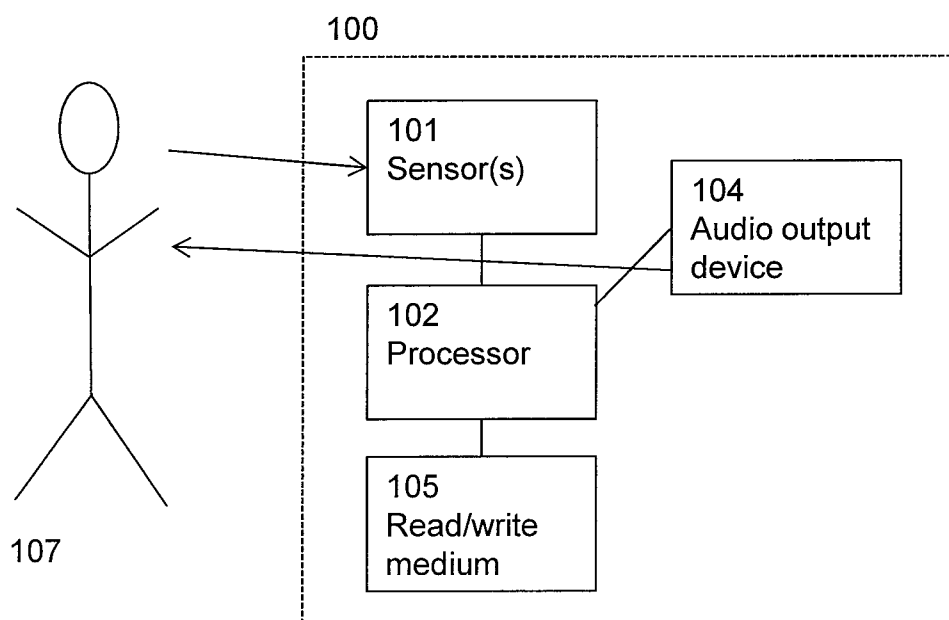 100
101
Sensor(s)
104
Audio output
device
102
Processor
105
Read/write
medium
107